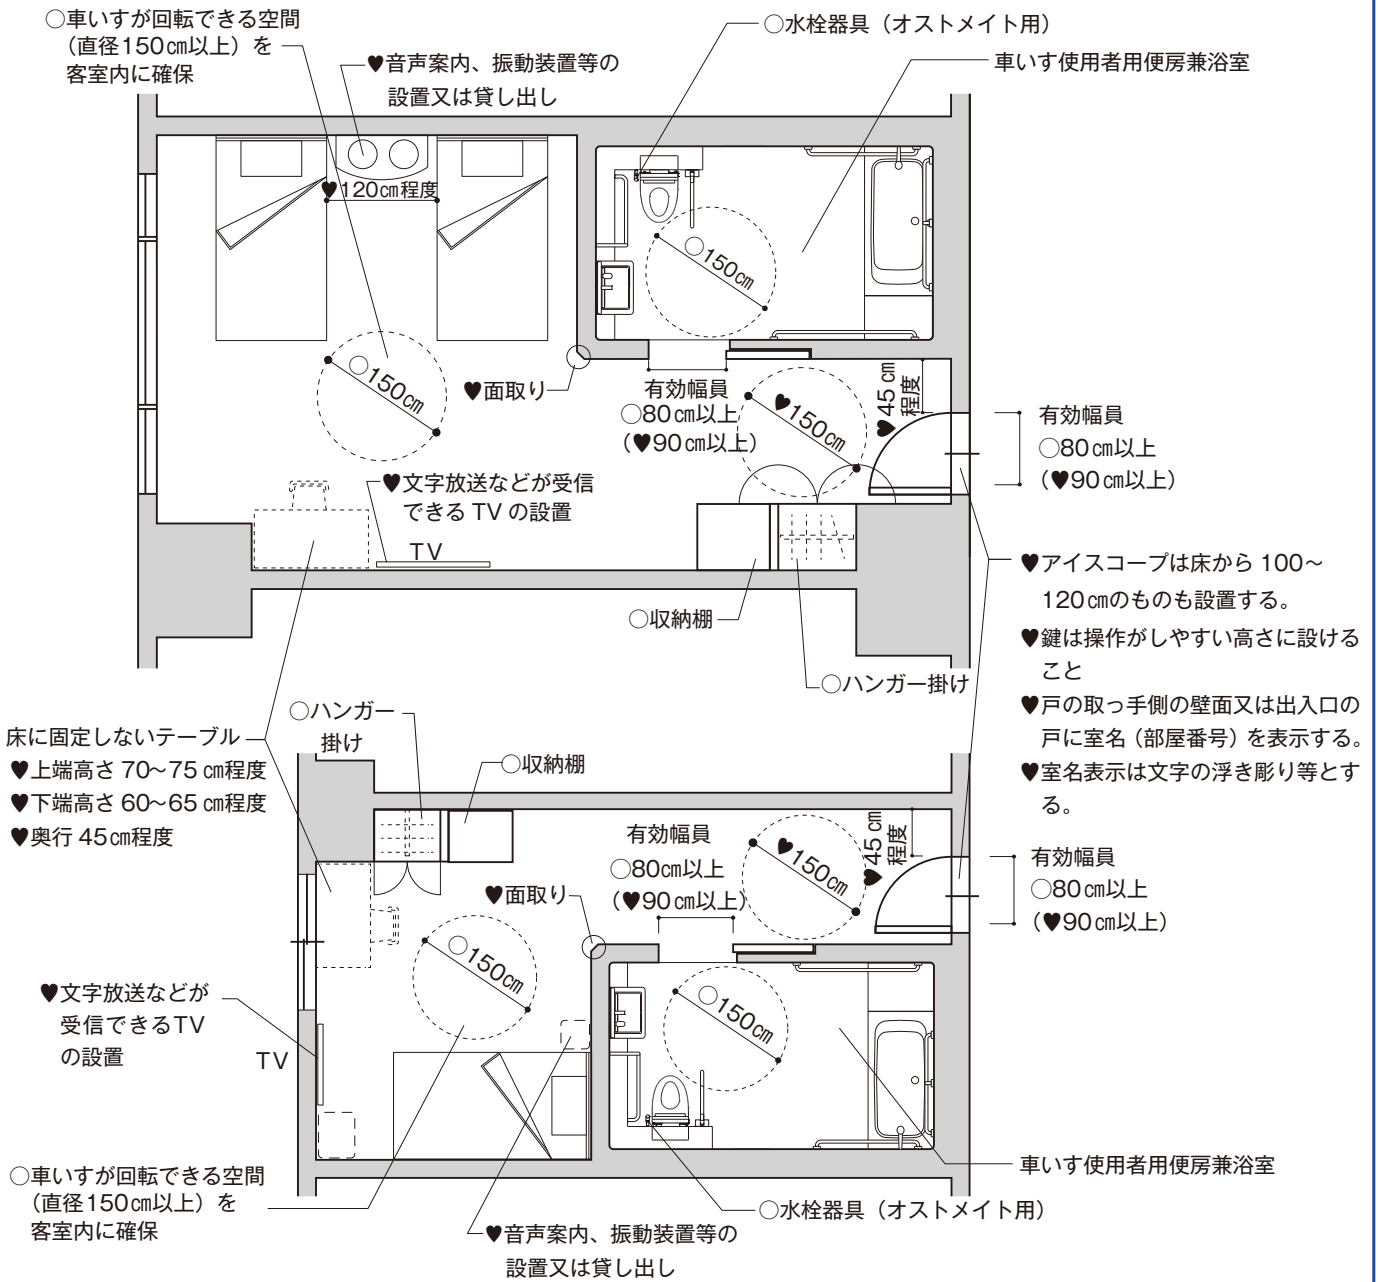 ○車いすが回転できる空間
（直径150㎝以上）を
客室内に確保
♥音声案内、振動装置等の
設置又は貸し出し
○水栓器具（オストメイト用）
車いす使用者用便房兼浴室
♥120㎝程度
○150㎝
○150㎝
♥面取り
有効幅員
○80㎝以上
（♥90㎝以上）
♥150㎝
♥45㎝
程度
有効幅員
○80㎝以上
（♥90㎝以上）
♥文字放送などが受信
できる TV の設置
TV
○収納棚
○ハンガー掛け
♥アイスコープは床から 100～
120㎝のものも設置する。
♥鍵は操作がしやすい高さに設ける
こと
♥戸の取っ手側の壁面又は出入口の
戸に室名（部屋番号）を表示する。
♥室名表示は文字の浮き彫り等とす
る。
床に固定しないテーブル
♥上端高さ 70～75 ㎝程度
♥下端高さ 60～65 ㎝程度
♥奥行 45㎝程度
○ハンガー
掛け
○収納棚
有効幅員
○80㎝以上
（♥90㎝以上）
♥150㎝
♥45㎝
程度
有効幅員
○80㎝以上
（♥90㎝以上）
♥面取り
○150㎝
○150㎝
♥文字放送などが
受信できるTV
の設置
TV
○車いすが回転できる空間
（直径150㎝以上）を
客室内に確保
♥音声案内、振動装置等の
設置又は貸し出し
○水栓器具（オストメイト用）
車いす使用者用便房兼浴室